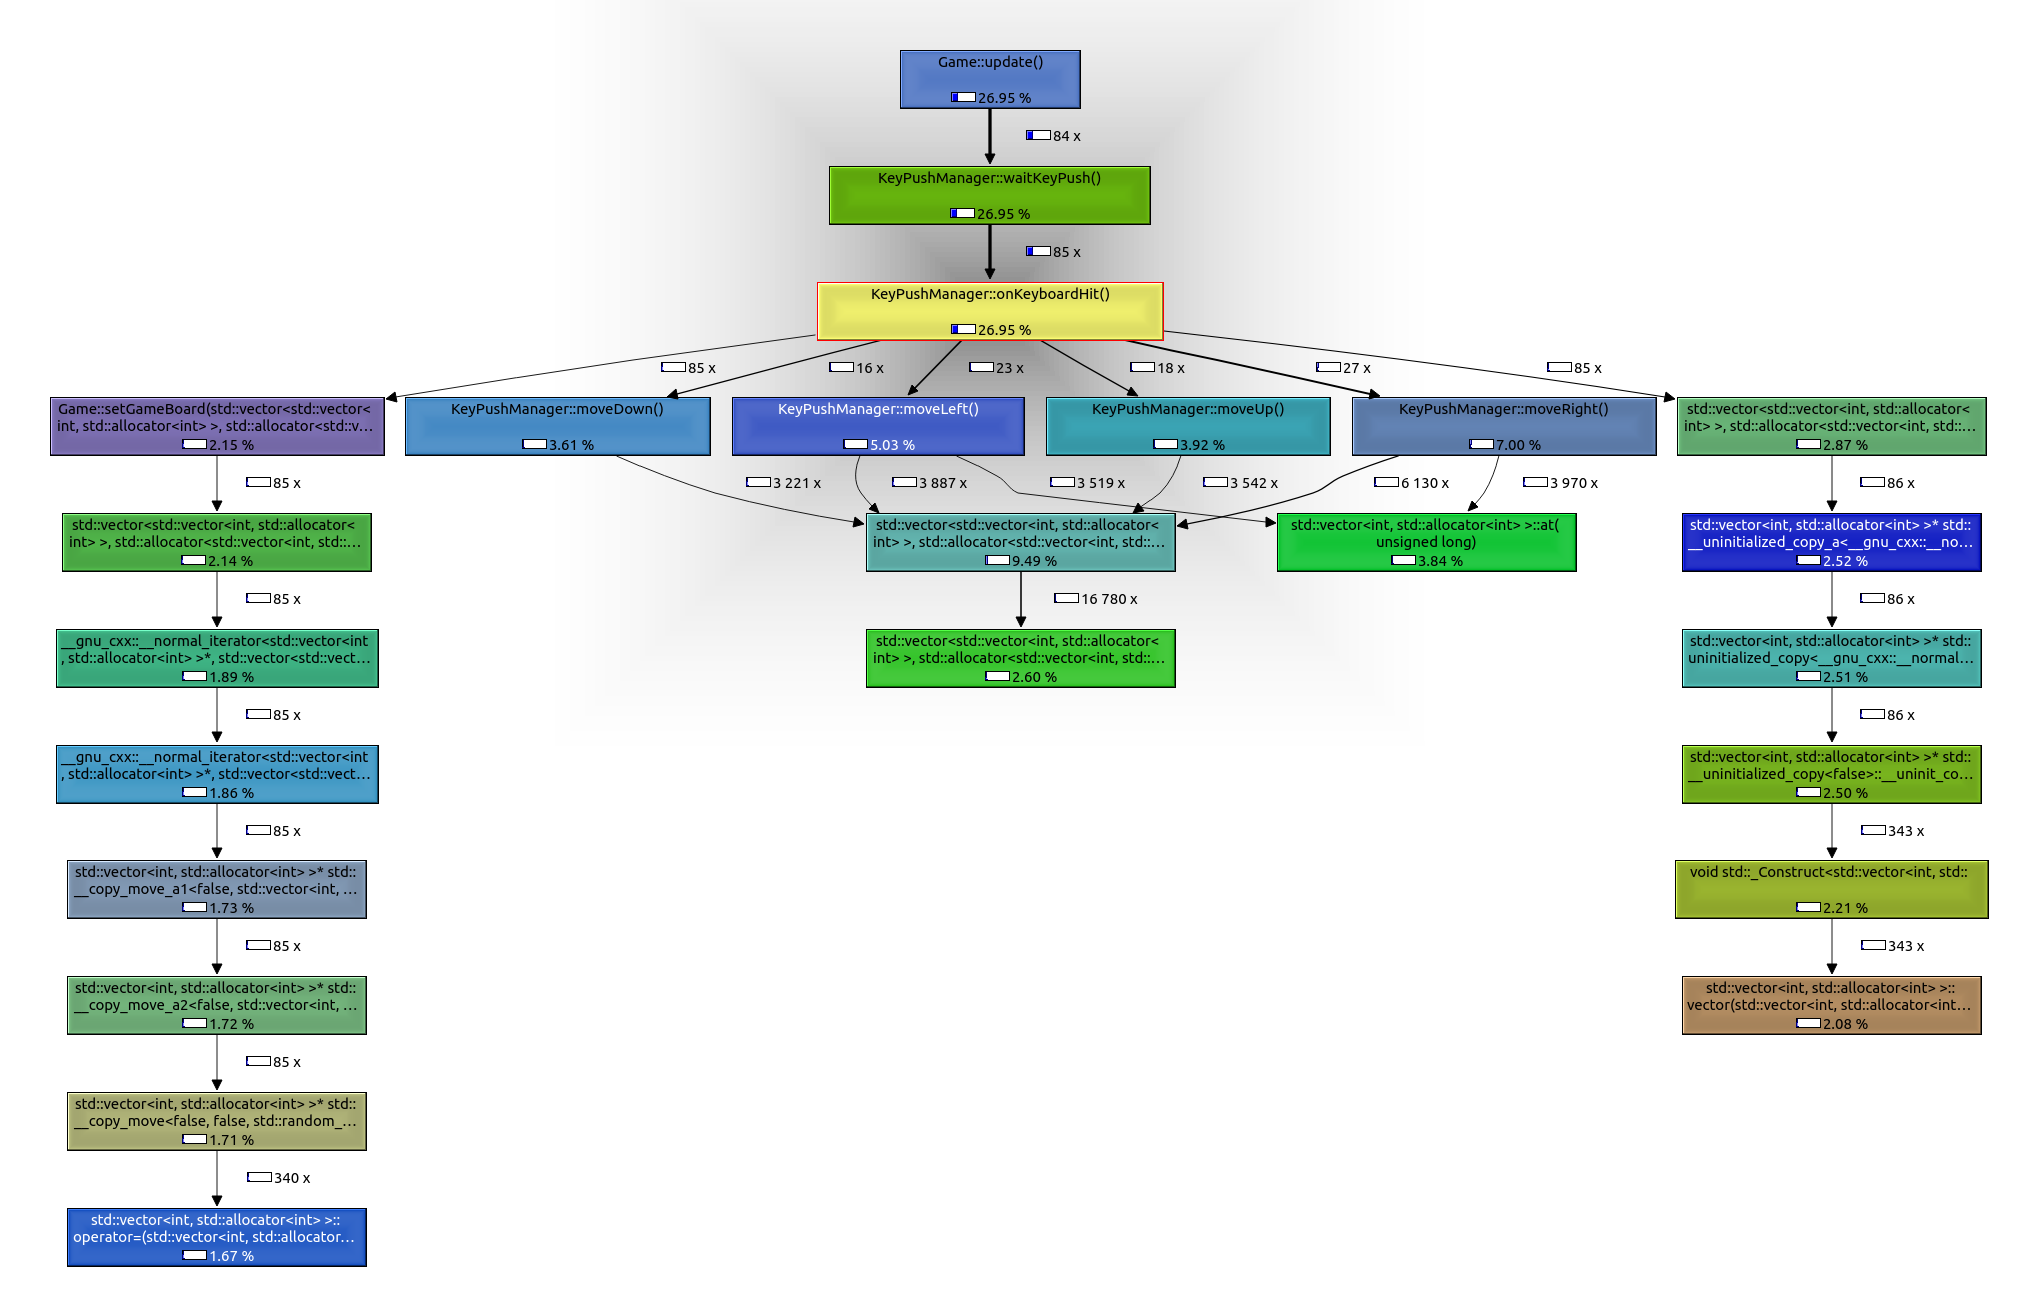 Game::update()
26.95 %
84 x
KeyPushManager::waitKeyPush()
26.95 %
85 x
KeyPushManager::onKeyboardHit()
26.95 %
85 x
16 x
23 x
18 x
27 x
85 x
Game::setGameBoard(std::vector<std::vector<
int, std::allocator<int> >, std::allocator<std::v…
2.15 %
KeyPushManager::moveDown()
3.61 %
KeyPushManager::moveLeft()
5.03 %
KeyPushManager::moveUp()
3.92 %
KeyPushManager::moveRight()
7.00 %
std::vector<std::vector<int, std::allocator<
int> >, std::allocator<std::vector<int, std::…
2.87 %
85 x
3 221 x
3 887 x
3 519 x
3 542 x
6 130 x
3 970 x
86 x
std::vector<std::vector<int, std::allocator<
int> >, std::allocator<std::vector<int, std::…
2.14 %
std::vector<std::vector<int, std::allocator<
int> >, std::allocator<std::vector<int, std::…
9.49 %
std::vector<int, std::allocator<int> >::at(
unsigned long)
3.84 %
std::vector<int, std::allocator<int> >* std::
__uninitialized_copy_a<__gnu_cxx::__no…
2.52 %
85 x
16 780 x
86 x
__gnu_cxx::__normal_iterator<std::vector<int
, std::allocator<int> >*, std::vector<std::vect…
1.89 %
std::vector<std::vector<int, std::allocator<
int> >, std::allocator<std::vector<int, std::…
2.60 %
std::vector<int, std::allocator<int> >* std::
uninitialized_copy<__gnu_cxx::__normal…
2.51 %
85 x
86 x
__gnu_cxx::__normal_iterator<std::vector<int
, std::allocator<int> >*, std::vector<std::vect…
1.86 %
std::vector<int, std::allocator<int> >* std::
__uninitialized_copy<false>::__uninit_co…
2.50 %
85 x
343 x
std::vector<int, std::allocator<int> >* std::
__copy_move_a1<false, std::vector<int, …
1.73 %
void std::_Construct<std::vector<int, std::
2.21 %
85 x
343 x
std::vector<int, std::allocator<int> >* std::
__copy_move_a2<false, std::vector<int, …
1.72 %
std::vector<int, std::allocator<int> >::
vector(std::vector<int, std::allocator<int…
2.08 %
85 x
std::vector<int, std::allocator<int> >* std::
__copy_move<false, false, std::random_…
1.71 %
340 x
std::vector<int, std::allocator<int> >::
operator=(std::vector<int, std::allocator…
1.67 %